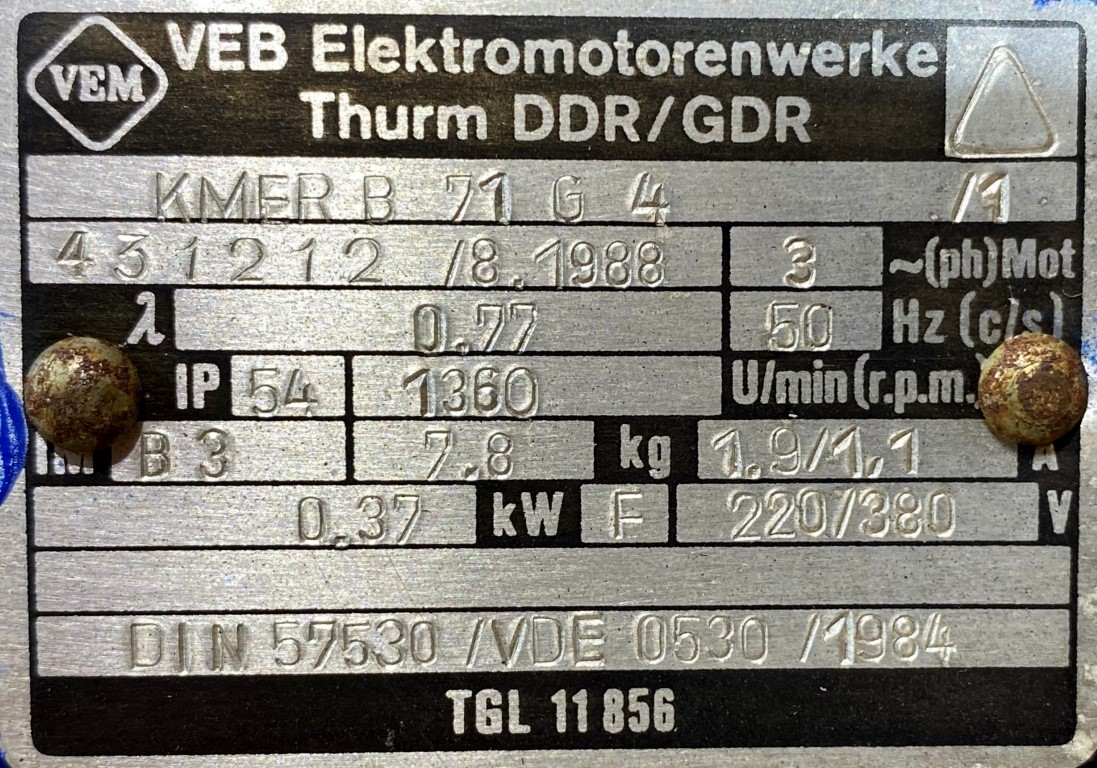 VEM
VEB Elektromotorenwerke
Thurm DDR/GDR
KMER B 71 G 4 /1
431212 /8.1988 3 ~(ph)Mot
λ 0.77 50 Hz (c/s)
IP 54 1360 U/min(r.p.m.)
IM B 3 7.8 kg 1.9/1,1 A
0.37 kW F 220/380 V
DIN 57530 /VDE 0530 /1984
TGL 11 856